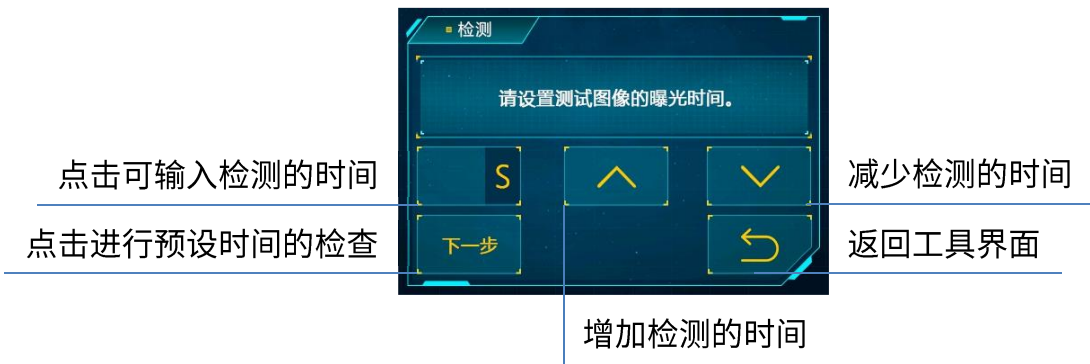 检测
请设置测试图像的曝光时间。
点击可输入检测的时间
S
减少检测的时间
点击进行预设时间的检查
下一步
返回工具界面
增加检测的时间